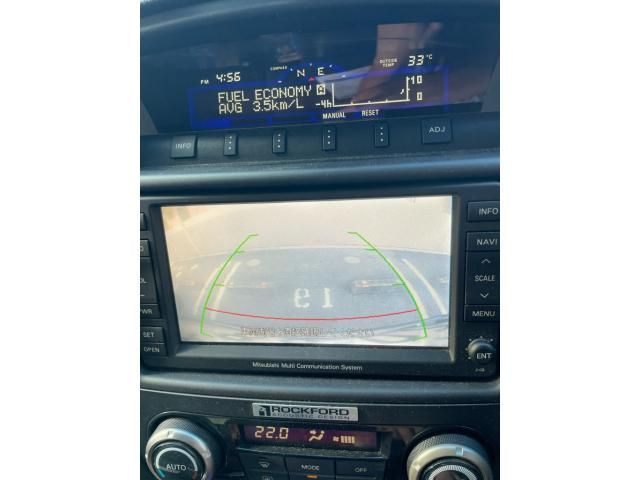 COMPASS
OUTSIDE TEMP
PM 4:56
N E
33°C
FUEL ECONOMY A
10
AVG 3.5km/L -4h
0
MANUAL RESET
INFO
ADJ
INFO
NAVI
SCALE
MENU
PWR
SET
OPEN
ENT
19
Mitsubishi Multi Communication System
ROCKFORD
ACOUSTIC DESIGN
22.0
AUTO
MODE
OFF